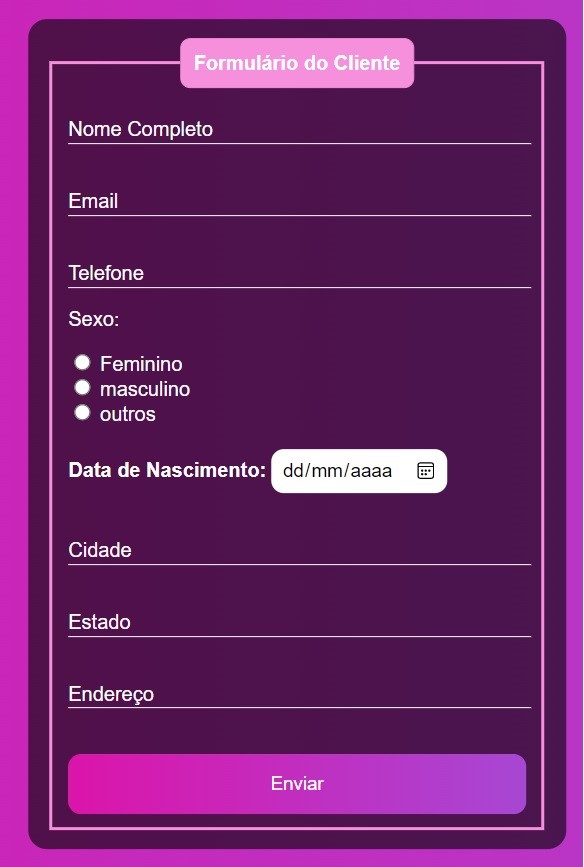 Formulário do Cliente
Nome Completo
Email
Telefone
Sexo:
Feminino
masculino
outros
Data de Nascimento: dd/mm/aaaa
Cidade
Estado
Endereço
Enviar